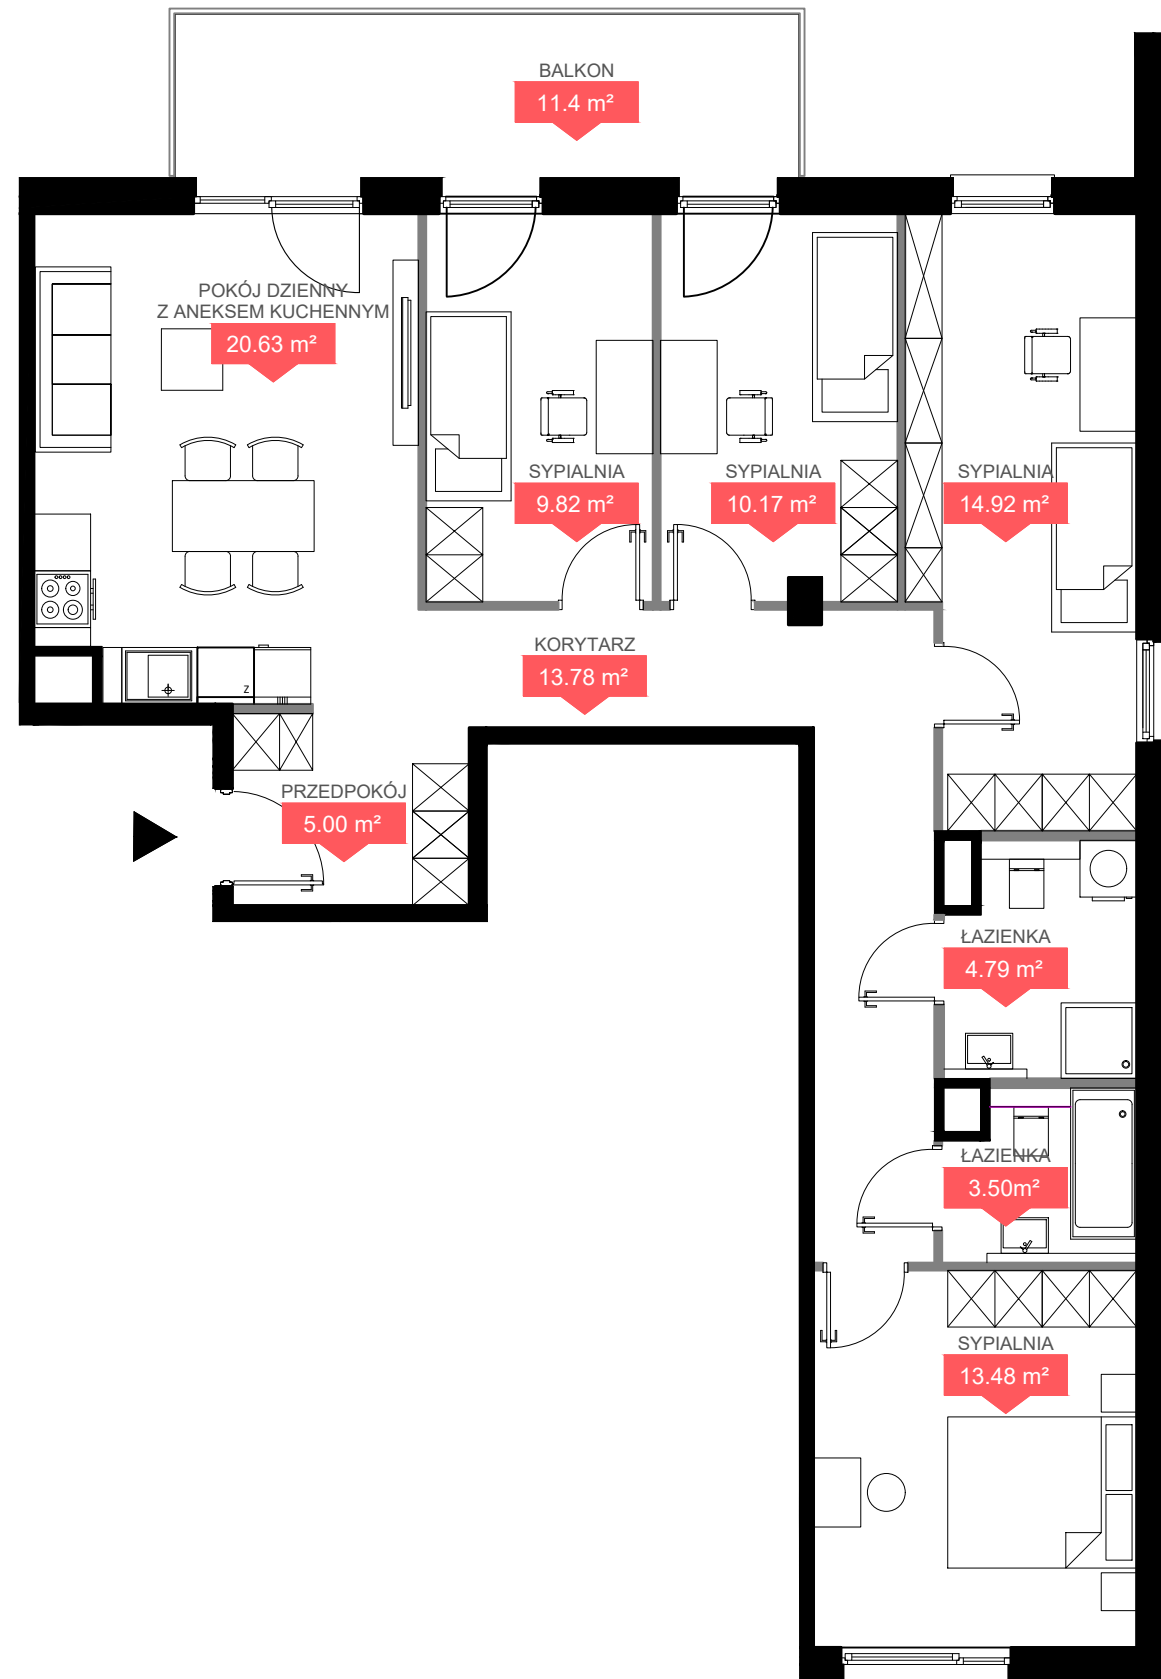 BALKON
11.4 m²
POKÓJ DZIENNY
Z ANEKSEM KUCHENNYM
20.63 m²
SYPIALNIA
9.82 m²
SYPIALNIA
10.17 m²
SYPIALNIA
14.92 m²
KORYTARZ
13.78 m²
Z
PRZEDPOKÓJ
5.00 m²
ŁAZIENKA
4.79 m²
ŁAZIENKA
3.50m²
SYPIALNIA
13.48 m²